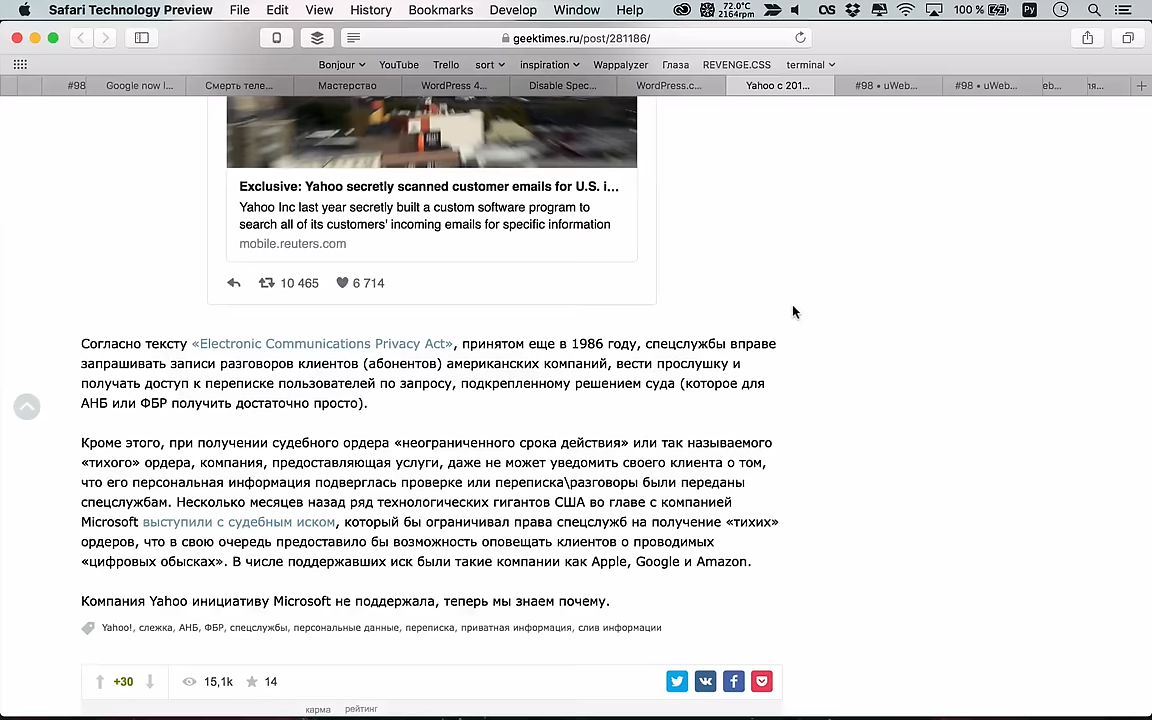 Safari Technology Preview File Edit View History Bookmarks Develop Window Help 72.0°C 2164rpm 100 % Py
geektimes.ru/post/281186/
Bonjour YouTube Trello sort inspiration Wappalyzer Глаза REVENGE.CSS terminal
#98 Google now l... Смерть теле... Мастерство WordPress 4... Disable Spec... WordPress.c... Yahoo с 201... #98 • uWeb... #98 • uWeb...
Exclusive: Yahoo secretly scanned customer emails for U.S. i...
Yahoo Inc last year secretly built a custom software program to
search all of its customers' incoming emails for specific information
mobile.reuters.com
10 465 6 714
Согласно тексту «Electronic Communications Privacy Act», принятом еще в 1986 году, спецслужбы вправе
запрашивать записи разговоров клиентов (абонентов) американских компаний, вести прослушку и
получать доступ к переписке пользователей по запросу, подкрепленному решением суда (которое для
АНБ или ФБР получить достаточно просто).
Кроме этого, при получении судебного ордера «неограниченного срока действия» или так называемого
«тихого» ордера, компания, предоставляющая услуги, даже не может уведомить своего клиента о том,
что его персональная информация подверглась проверке или переписка\разговоры были переданы
спецслужбам. Несколько месяцев назад ряд технологических гигантов США во главе с компанией
Microsoft выступили с судебным иском, который бы ограничивал права спецслужб на получение «тихих»
ордеров, что в свою очередь предоставило бы возможность оповещать клиентов о проводимых
«цифровых обысках». В числе поддержавших иск были такие компании как Apple, Google и Amazon.
Компания Yahoo инициативу Microsoft не поддержала, теперь мы знаем почему.
Yahoo!, слежка, АНБ, ФБР, спецслужбы, персональные данные, переписка, приватная информация, слив информации
+30 15,1k 14
карма рейтинг